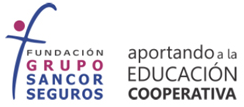 FUNDACIÓN
GRUPO
SANCOR
SEGUROS
aportando a la
EDUCACIÓN
COOPERATIVA